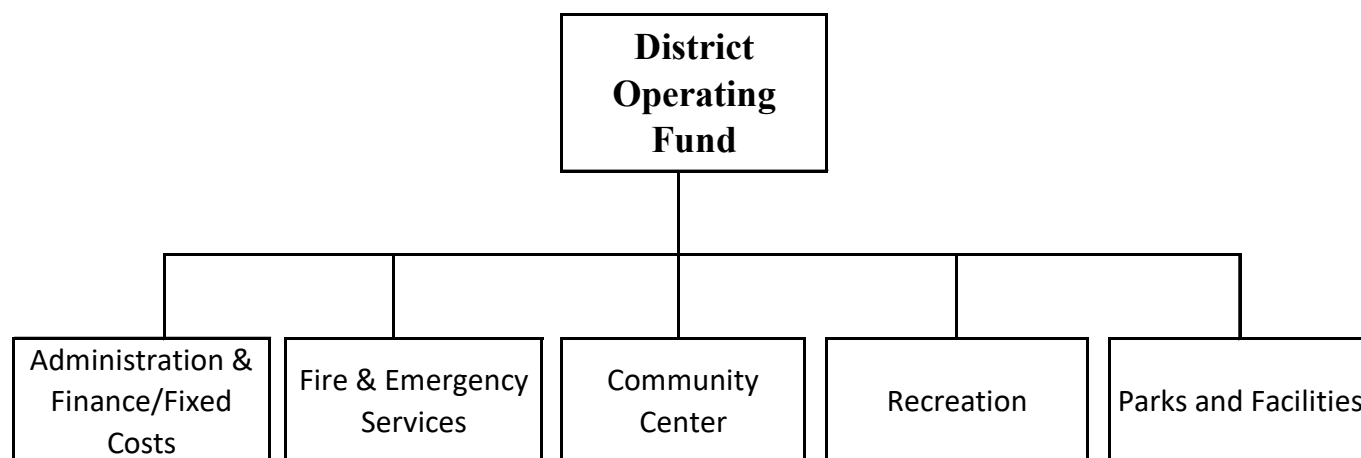 District
Operating
Fund
Administration &
Finance/Fixed
Costs
Fire & Emergency
Services
Community
Center
Recreation
Parks and Facilities